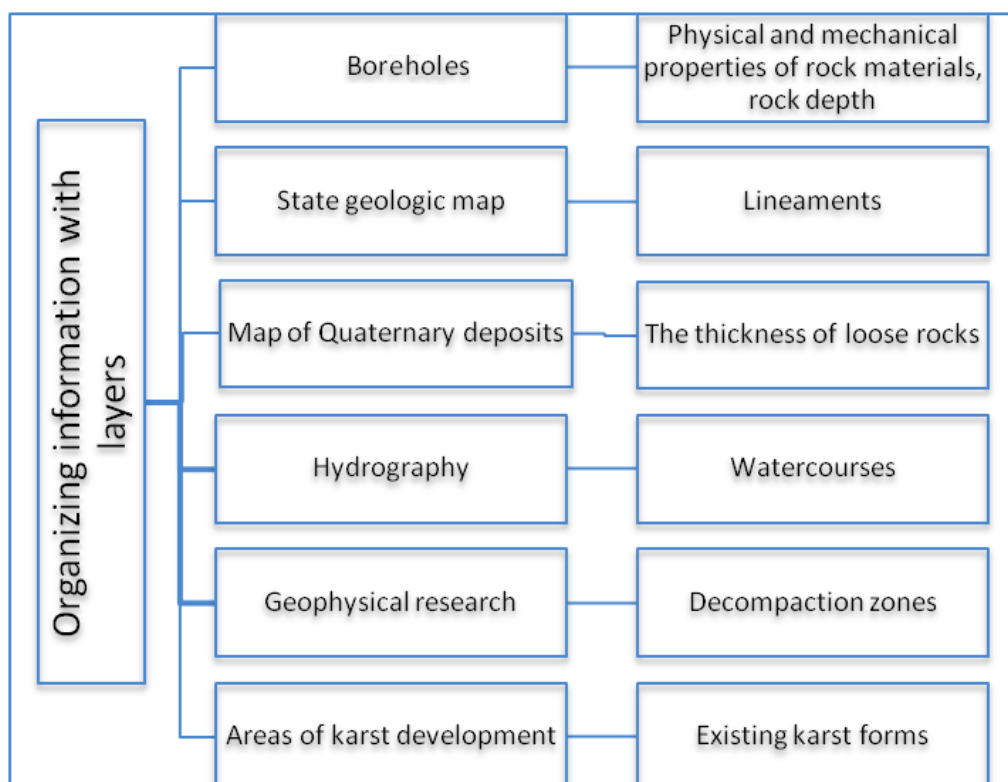 Organizing information with
layers
Boreholes
Physical and mechanical
properties of rock materials,
rock depth
State geologic map
Lineaments
Map of Quaternary deposits
The thickness of loose rocks
Hydrography
Watercourses
Geophysical research
Decompaction zones
Areas of karst development
Existing karst forms